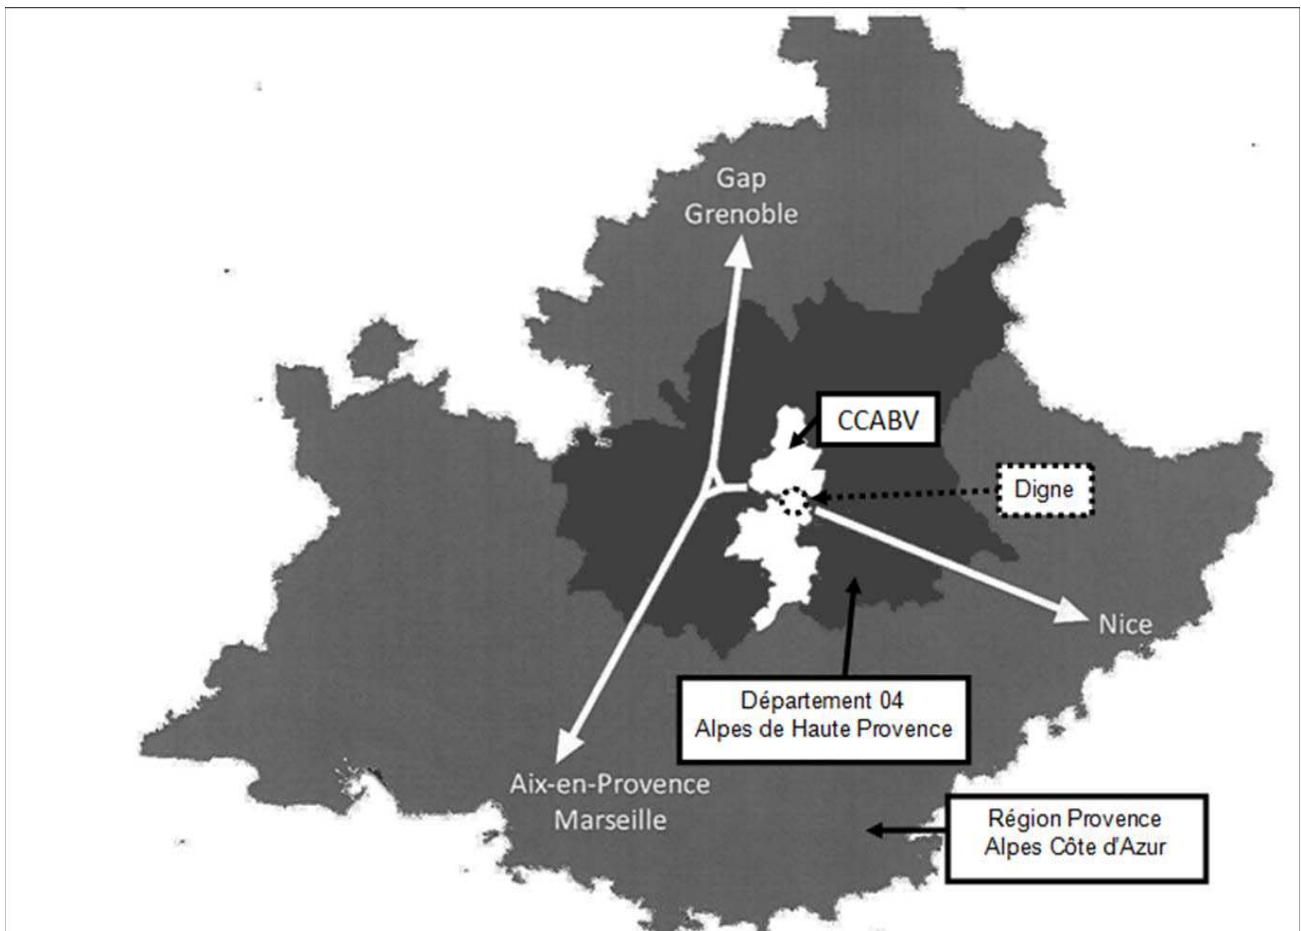 Gap
Grenoble
CCABV
Digne
Nice
Département 04
Alpes de Haute Provence
Aix-en-Provence
Marseille
Région Provence
Alpes Côte d'Azur